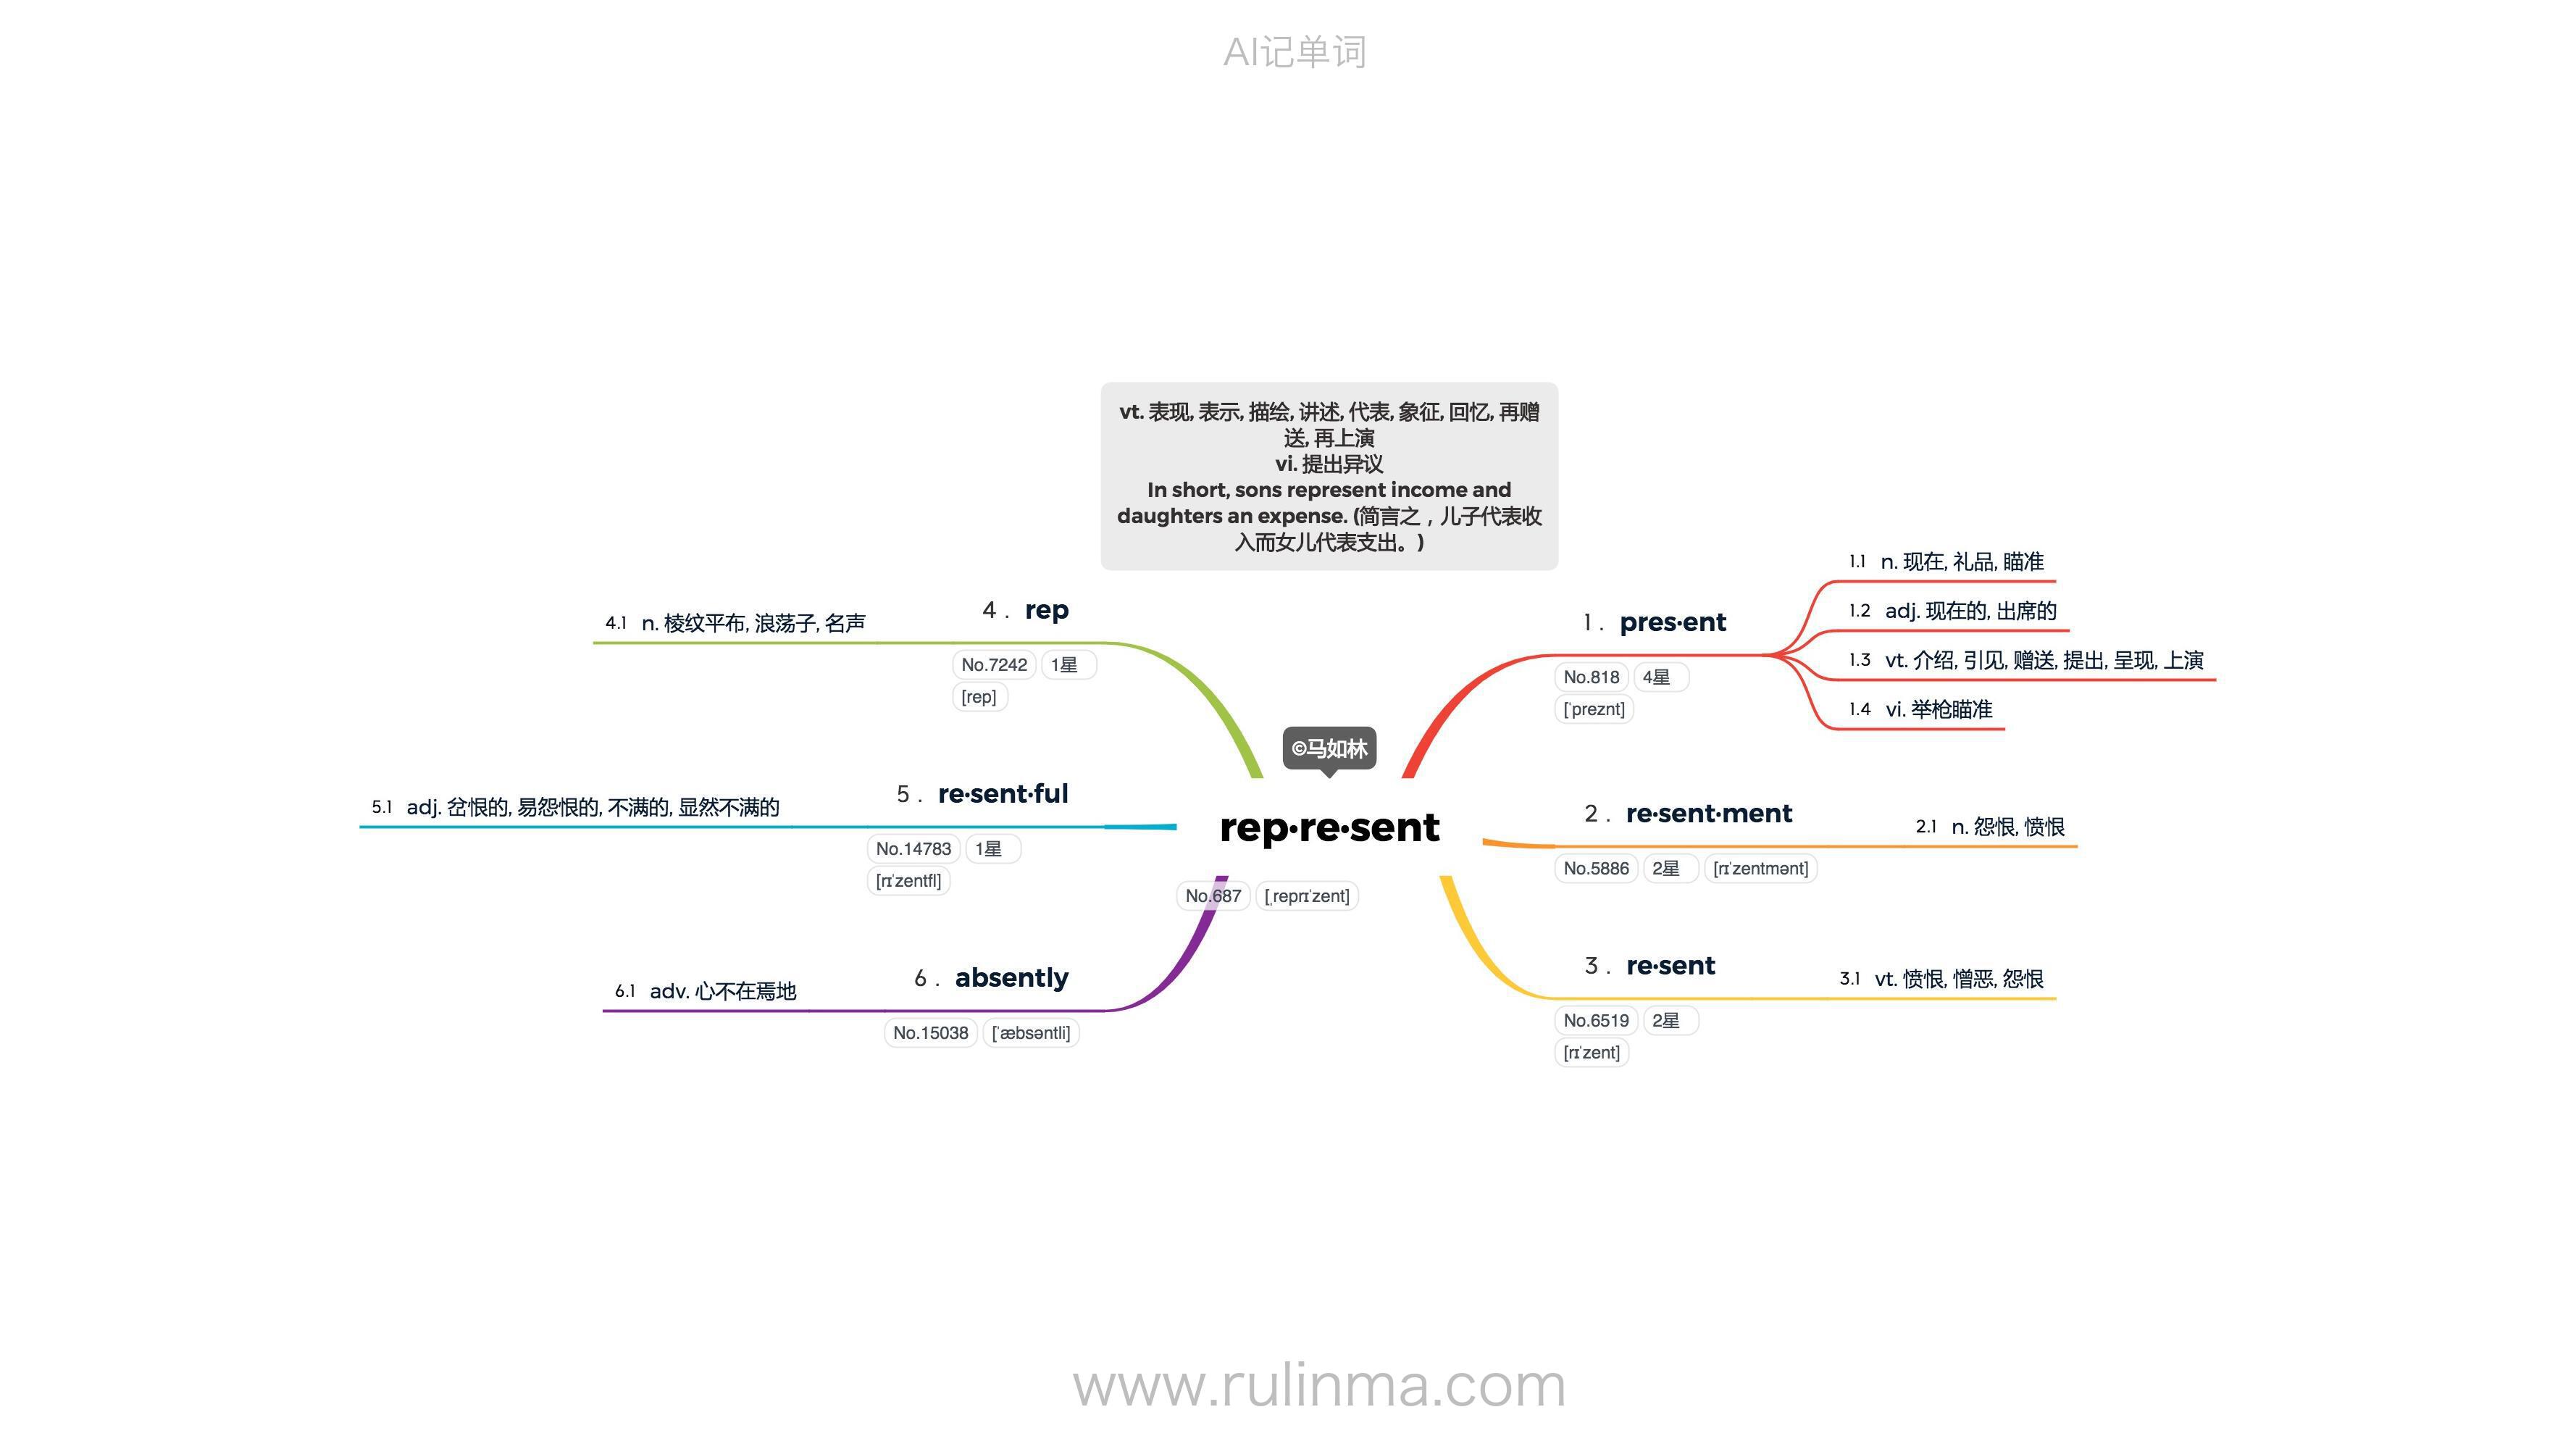 AI记单词
vt. 表现, 表示, 描绘, 讲述, 代表, 象征, 回忆, 再赠
送, 再上演
vi. 提出异议
In short, sons represent income and
daughters an expense. (简言之，儿子代表收
入而女儿代表支出。)
©马如林
rep·re·sent
No.687 [ˌreprɪˈzent]
1 . pres·ent
No.818 4星
[ˈpreznt]
1.1 n. 现在, 礼品, 瞄准
1.2 adj. 现在的, 出席的
1.3 vt. 介绍, 引见, 赠送, 提出, 呈现, 上演
1.4 vi. 举枪瞄准
2 . re·sent·ment
No.5886 2星 [rɪˈzentmənt]
2.1 n. 怨恨, 愤恨
3 . re·sent
No.6519 2星
[rɪˈzent]
3.1 vt. 愤恨, 憎恶, 怨恨
4 . rep
No.7242 1星
[rep]
4.1 n. 棱纹平布, 浪荡子, 名声
5 . re·sent·ful
No.14783 1星
[rɪˈzentfl]
5.1 adj. 岔恨的, 易怨恨的, 不满的, 显然不满的
6 . absently
No.15038 [ˈæbsəntli]
6.1 adv. 心不在焉地
www.rulinma.com